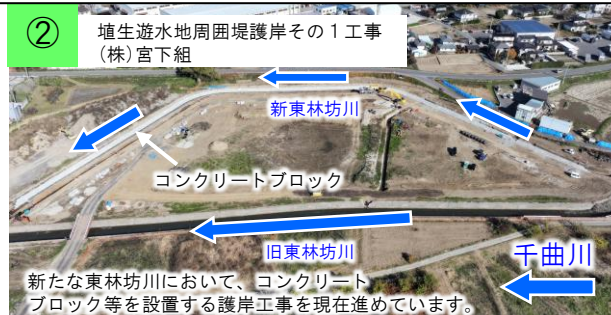 ②
埴生遊水地周囲堤護岸その１工事
(株)宮下組
新東林坊川
コンクリートブロック
旧東林坊川
千曲川
新たな東林坊川において、コンクリート
ブロック等を設置する護岸工事を現在進めています。